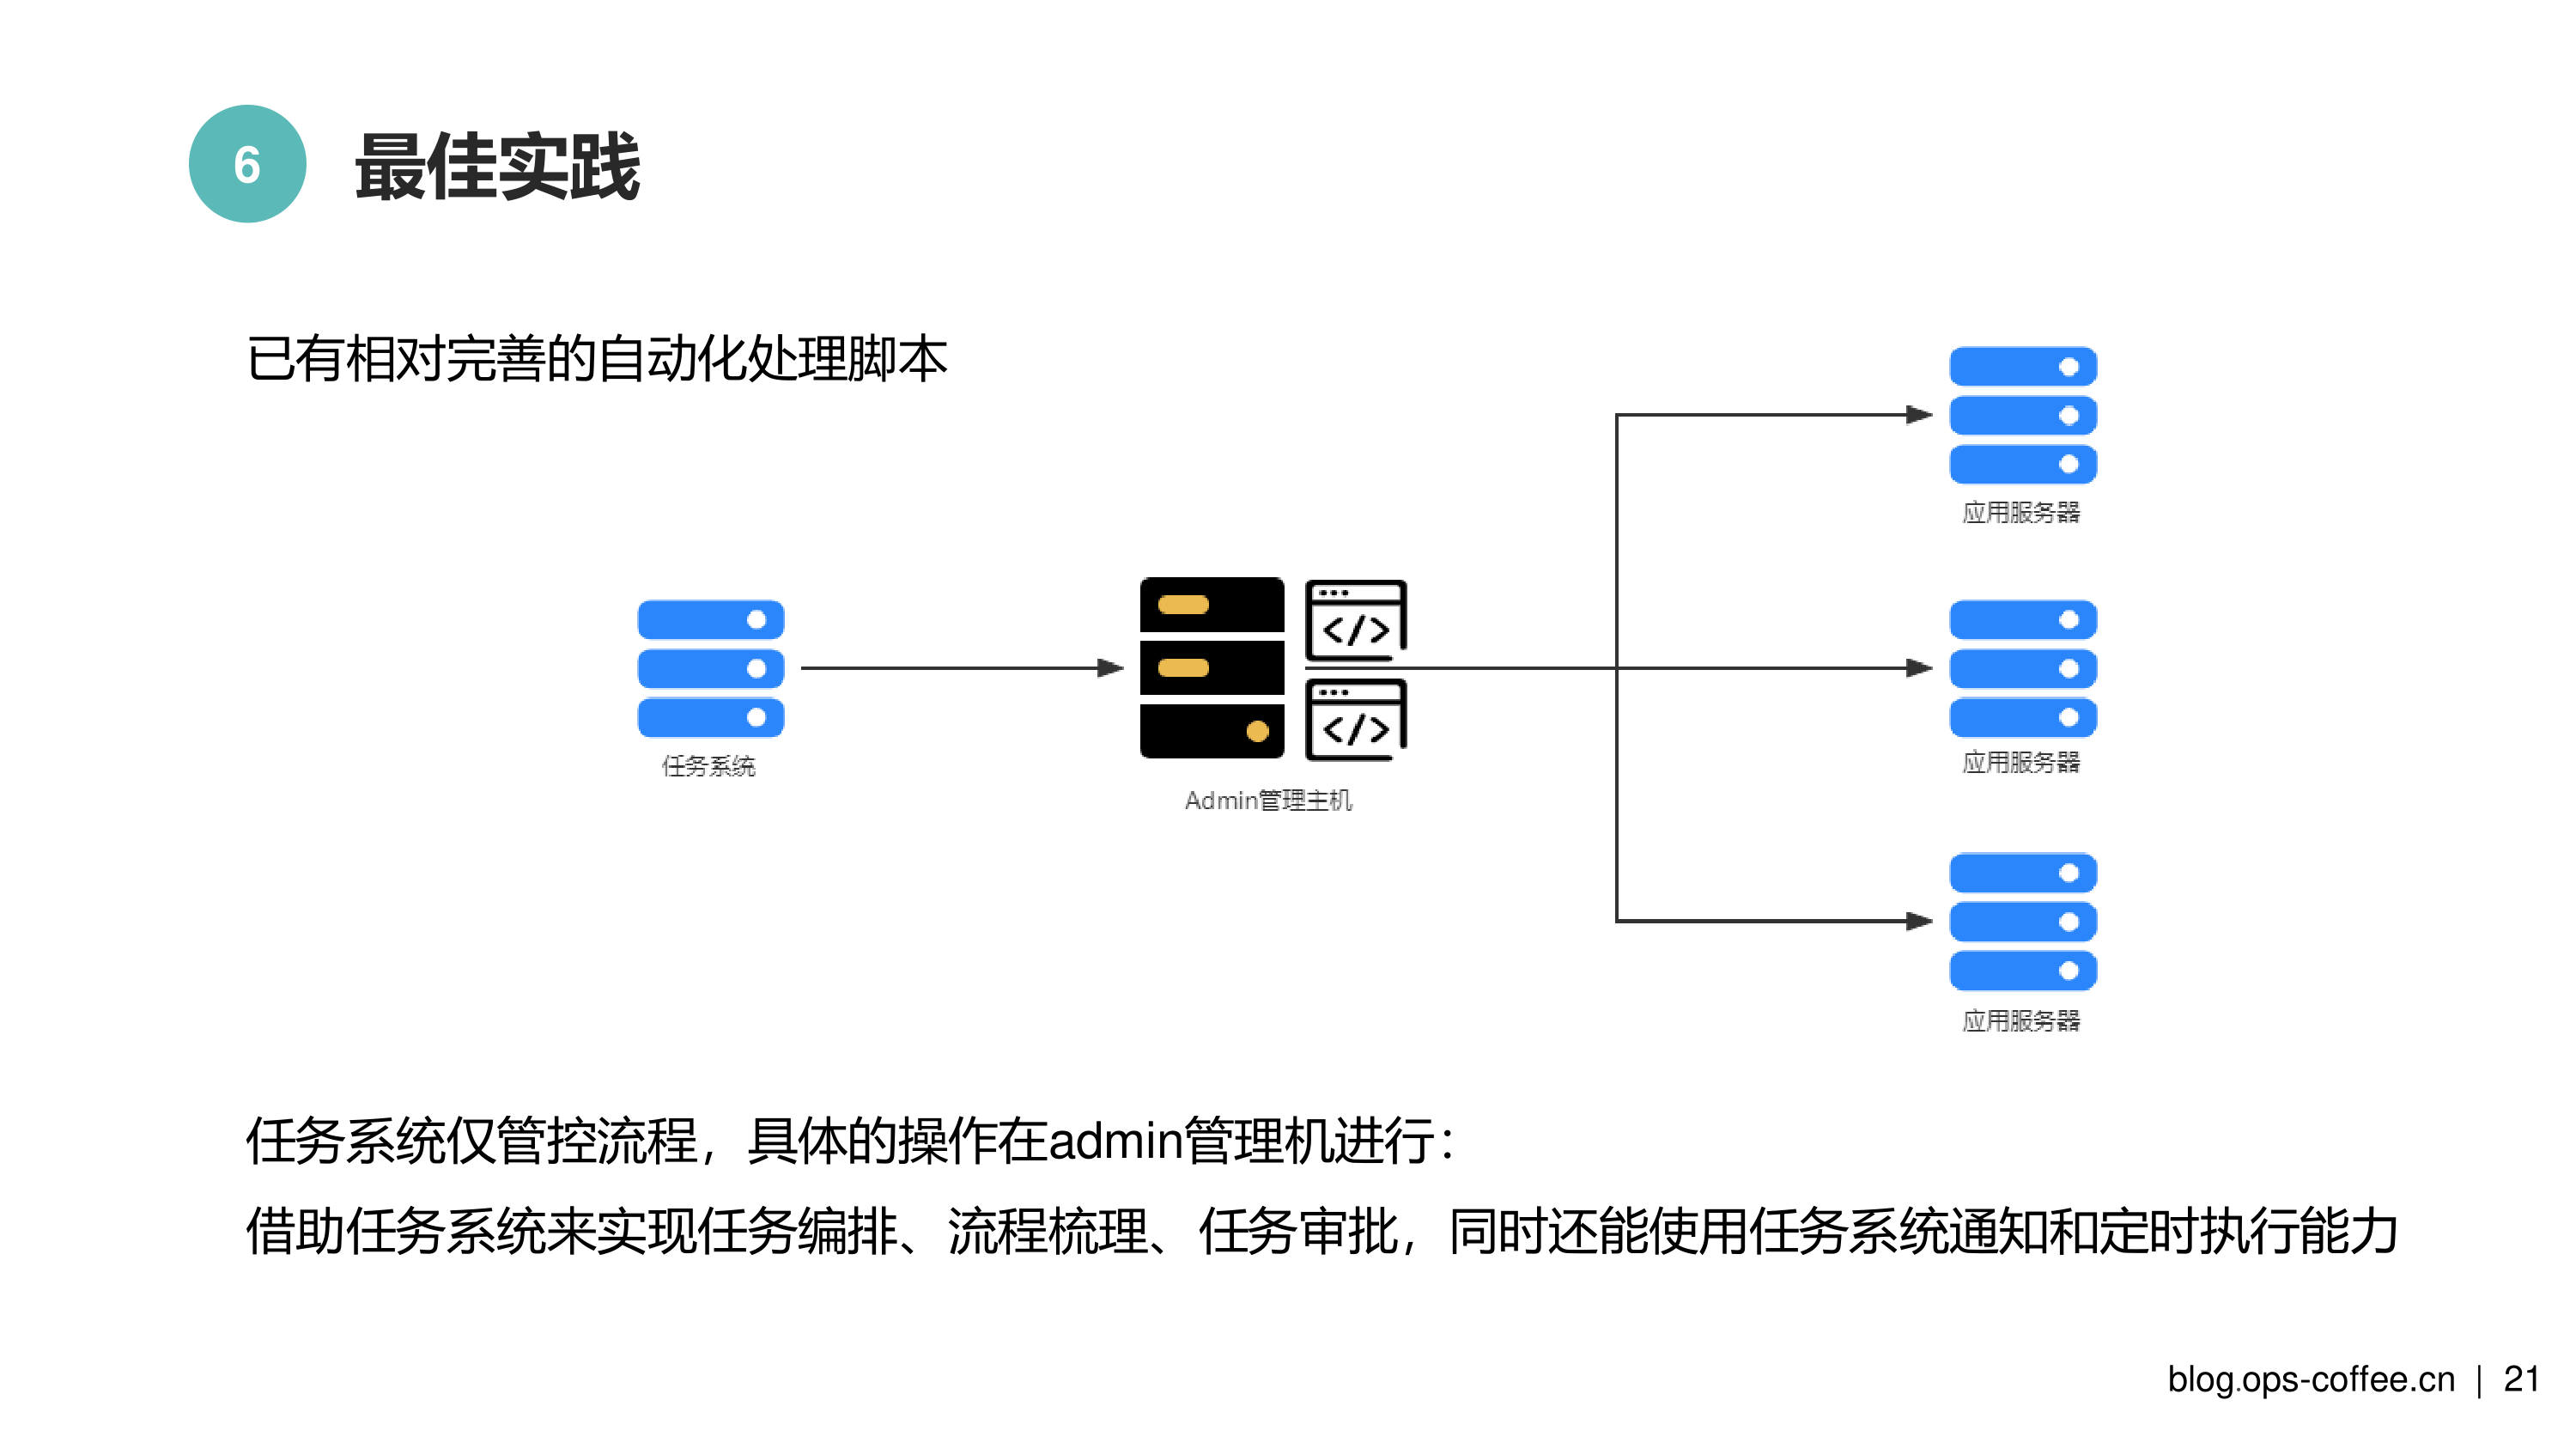 6
最佳实践
已有相对完善的自动化处理脚本
应用服务器
</>
</>
任务系统
Admin管理主机
应用服务器
应用服务器
任务系统仅管控流程，具体的操作在admin管理机进行：
借助任务系统来实现任务编排、流程梳理、任务审批，同时还能使用任务系统通知和定时执行能力
blog.ops-coffee.cn | 21